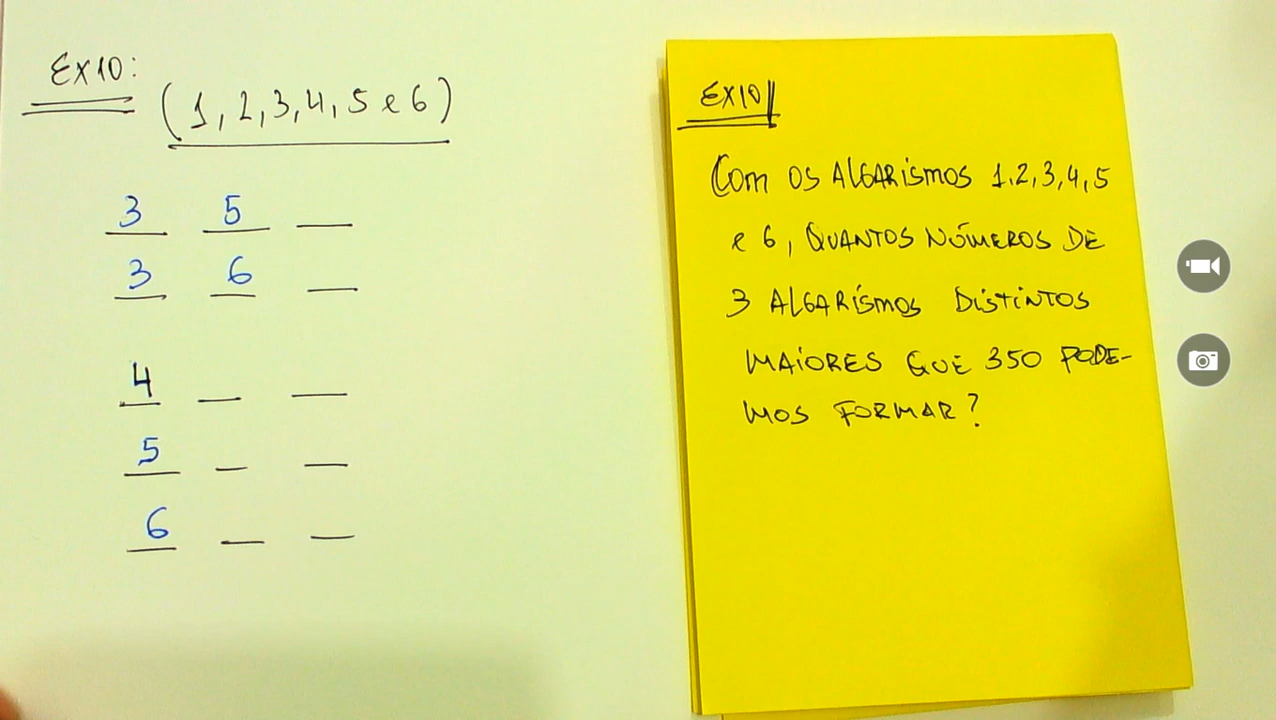 EX10:
(1, 2, 3, 4, 5 e 6)
3 5 __
3 6 __
4 __ __
5 __ __
6 __ __
EX10
COM OS ALGARISMOS 1,2,3,4,5
e 6, QUANTOS NÚMEROS DE
3 ALGARISMOS DISTINTOS
MAIORES QUE 350 PODE-
MOS FORMAR?